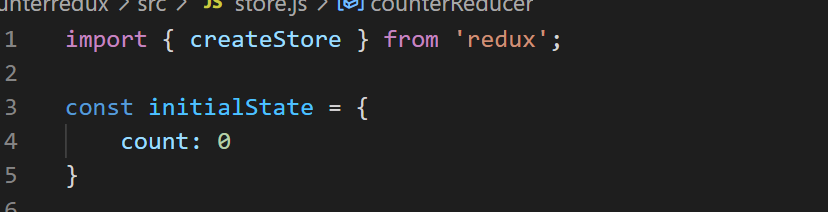 unterredux > src > JS store.js > counterReducer
1 import { createStore } from 'redux';
2
3 const initialState = {
4     count: 0
5 }
6